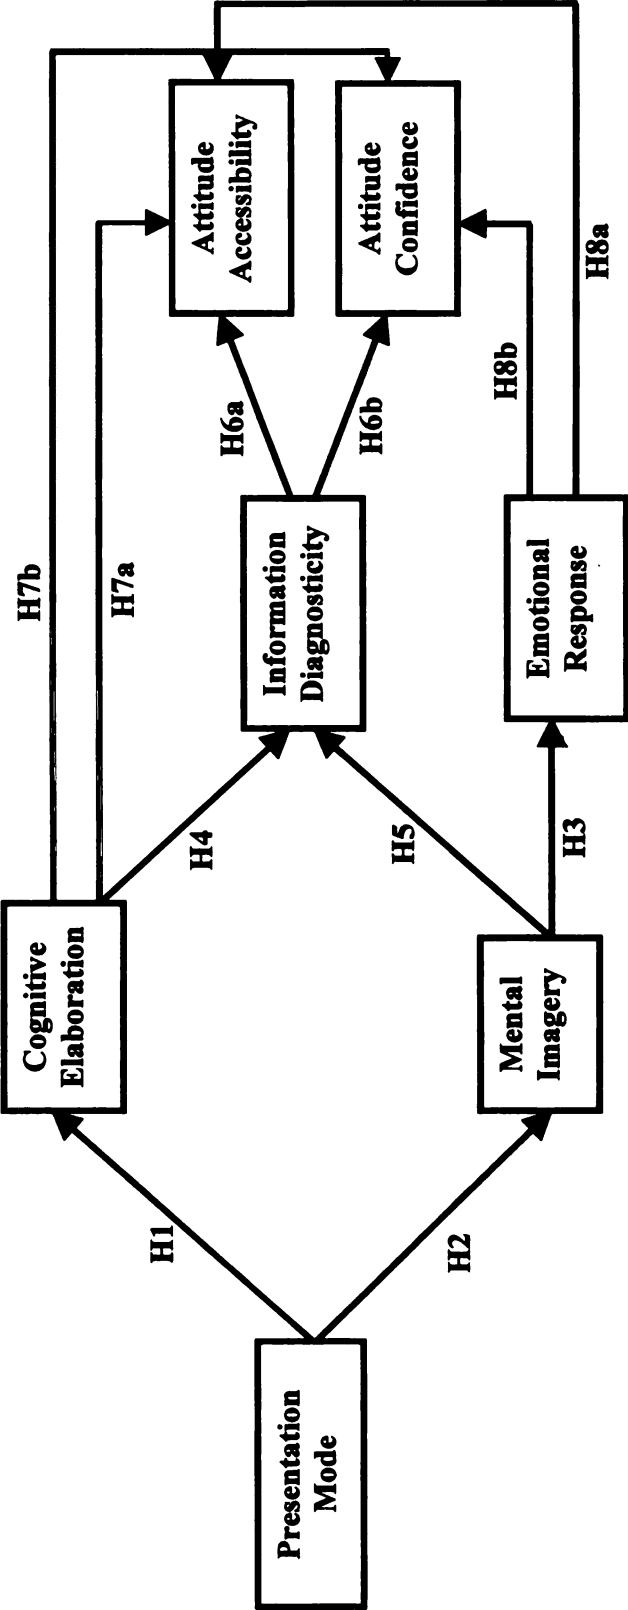 Presentation
Mode
H1
H2
Cognitive
Elaboration
Mental
Imagery
H4
H5
H3
H7b
H7a
Information
Diagnosticity
Emotional
Response
H6a
H6b
H8b
H8a
Attitude
Accessibility
Attitude
Confidence